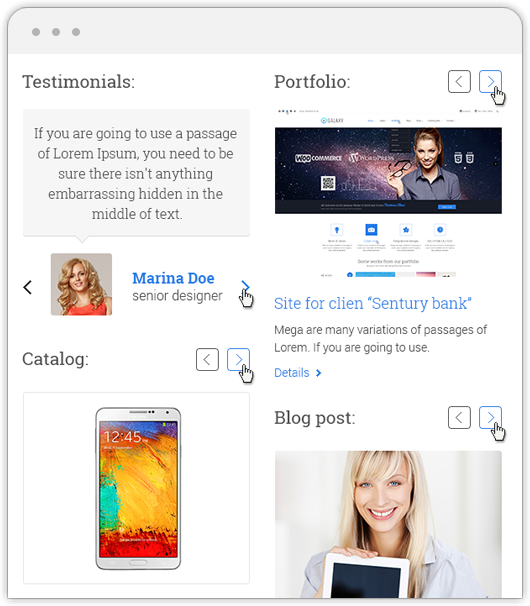 Testimonials:
If you are going to use a passage
of Lorem Ipsum, you need to be
sure there isn't anything
embarrassing hidden in the
middle of text.
Marina Doe
senior designer
Catalog:
12:45
Portfolio:
GALAXY
WOO COMMERCE
WORDPRESS
Some works from our portfolio
Site for clien “Sentury bank”
Mega are many variations of passages of
Lorem. If you are going to use.
Details
Blog post: